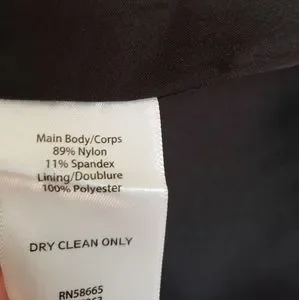 Main Body/Corps
89% Nylon
11% Spandex
Lining/Doublure
100% Polyester
DRY CLEAN ONLY
RN58665